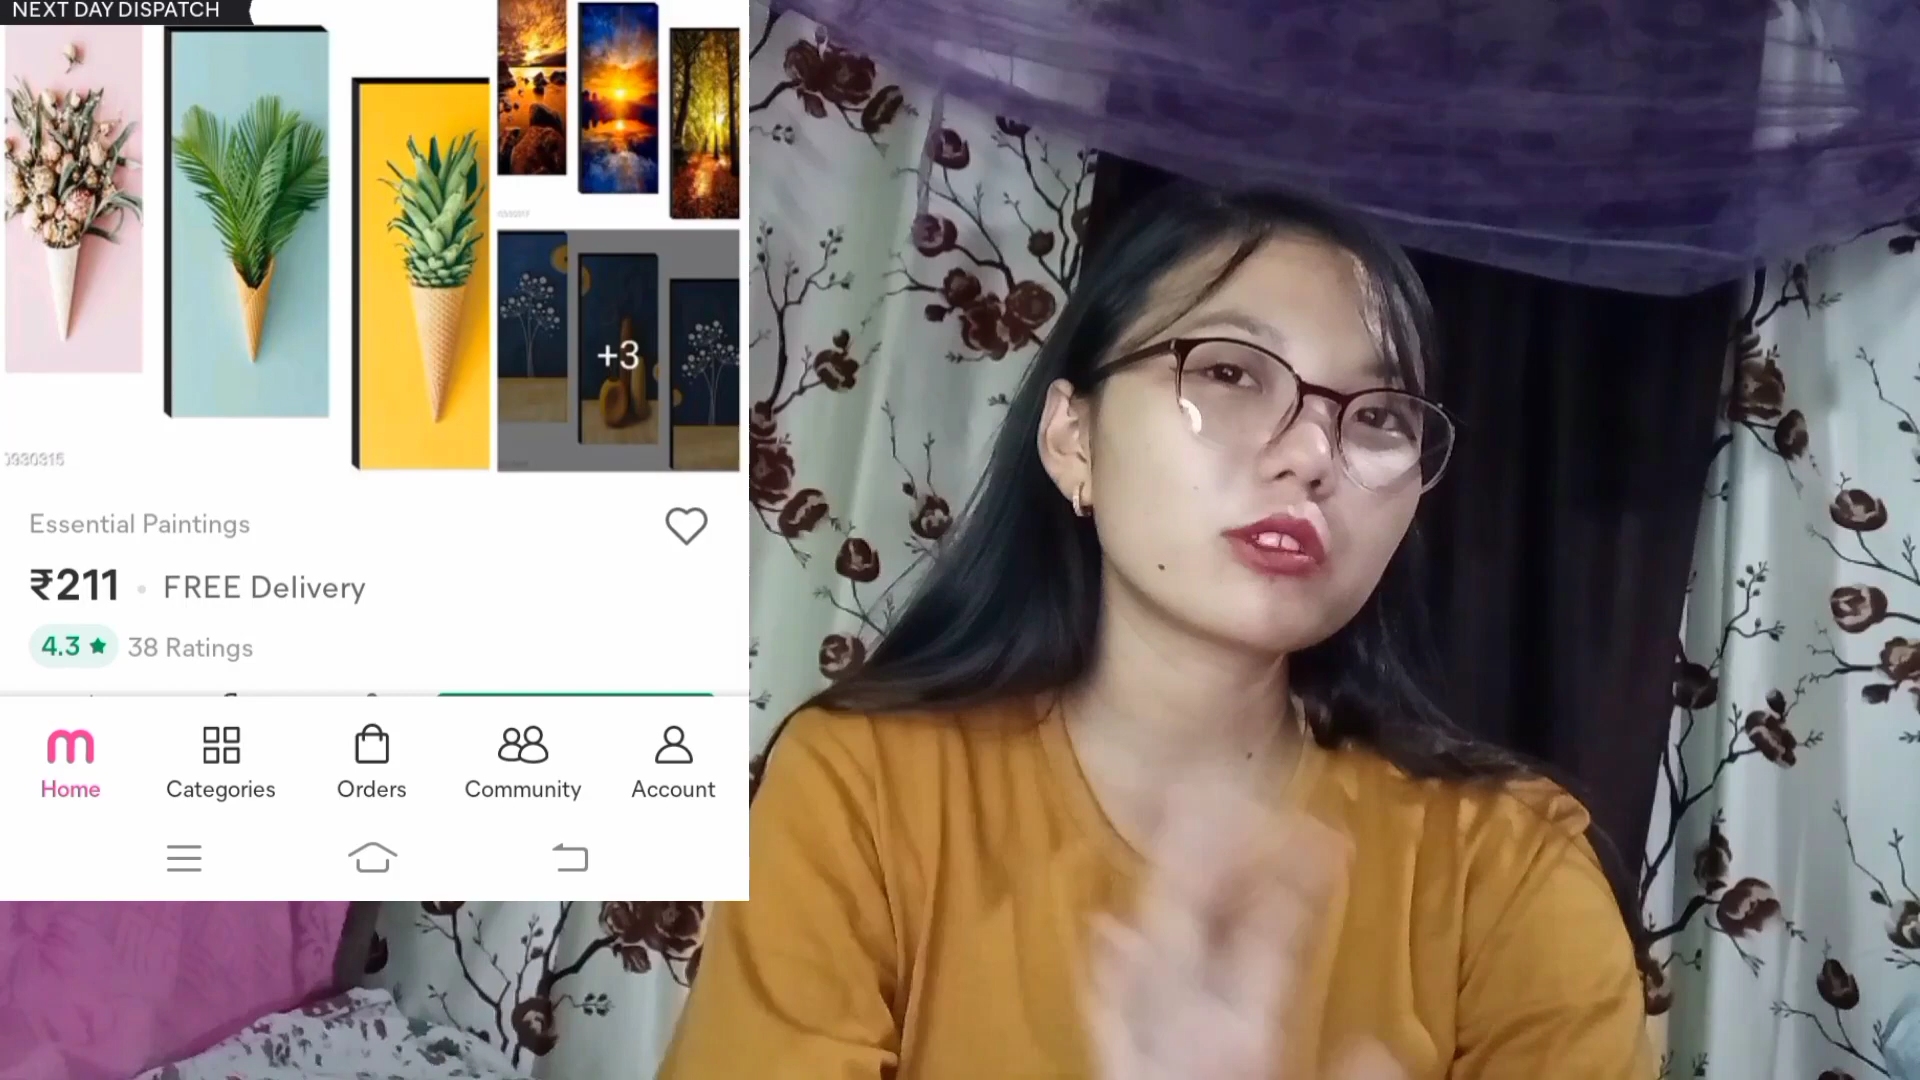 NEXT DAY DISPATCH
+3
Essential Paintings
₹211 • FREE Delivery
4.3 ★ 38 Ratings
Home Categories Orders Community Account